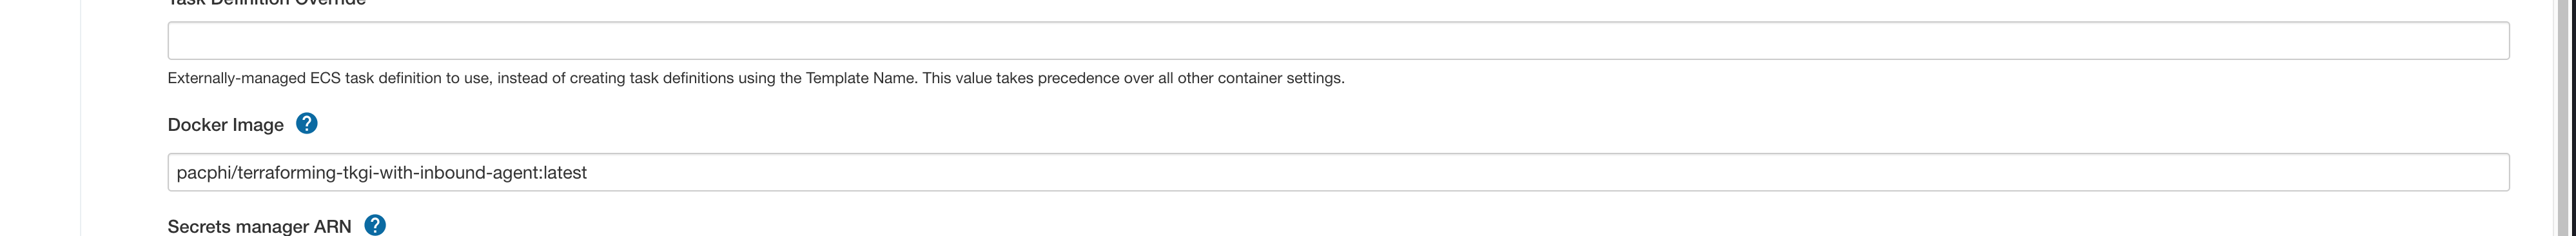 Task Definition Override
Externally-managed ECS task definition to use, instead of creating task definitions using the Template Name. This value takes precedence over all other container settings.
Docker Image ?
pacphi/terraforming-tkgi-with-inbound-agent:latest
Secrets manager ARN ?